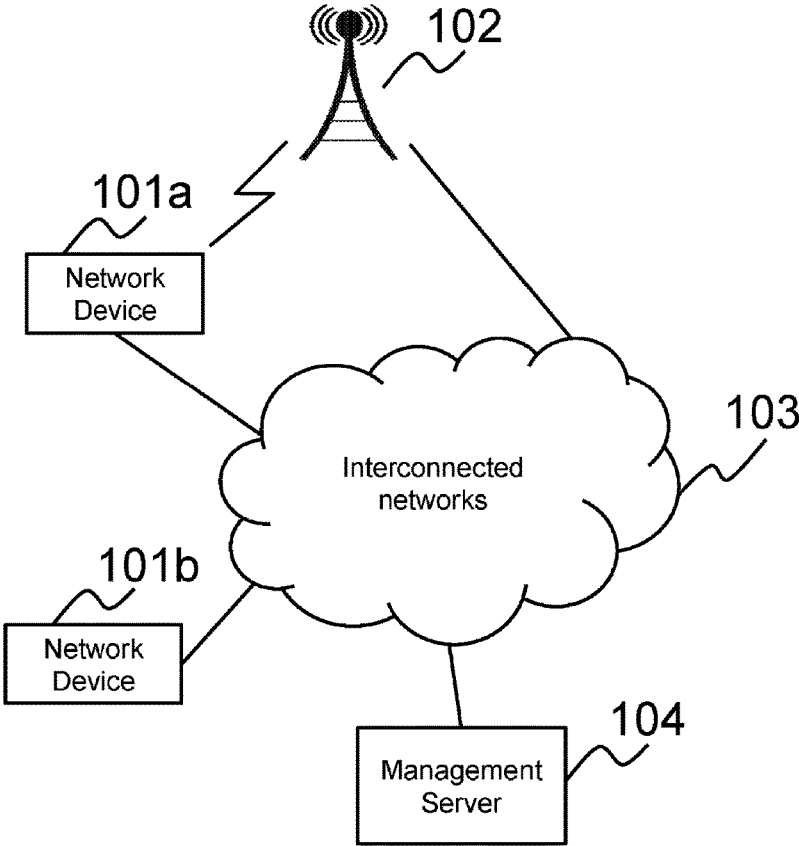 102
101a
Network
Device
103
Interconnected
networks
101b
Network
Device
104
Management
Server